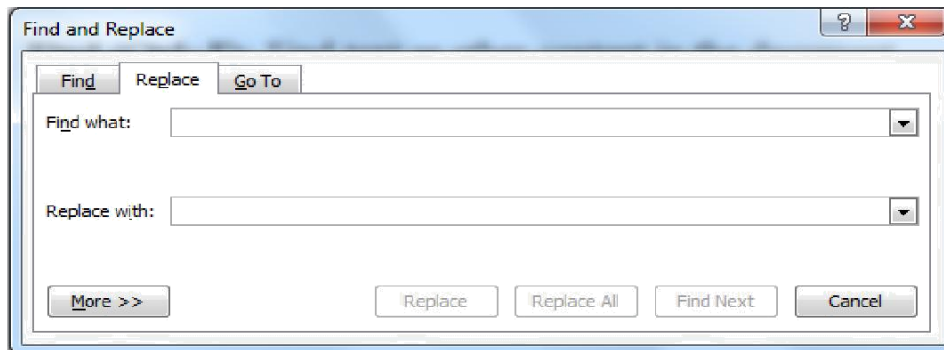 Find and Replace
Find Replace Go To
Find what:
Replace with:
More >> Replace Replace All Find Next Cancel